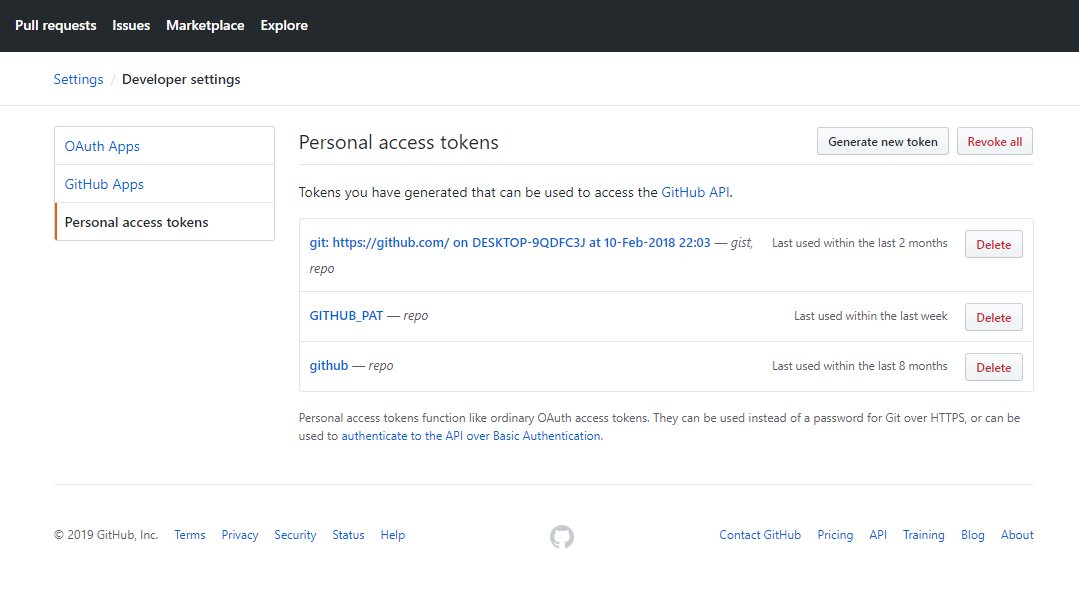 Pull requests Issues Marketplace Explore
Settings / Developer settings
OAuth Apps
GitHub Apps
Personal access tokens
Personal access tokens
Generate new token
Revoke all
Tokens you have generated that can be used to access the GitHub API.
git: https://github.com/ on DESKTOP-9QDFC3J at 10-Feb-2018 22:03 — gist,
repo
Last used within the last 2 months
Delete
GITHUB_PAT — repo
Last used within the last week
Delete
github — repo
Last used within the last 8 months
Delete
Personal access tokens function like ordinary OAuth access tokens. They can be used instead of a password for Git over HTTPS, or can be
used to authenticate to the API over Basic Authentication.
© 2019 GitHub, Inc. Terms Privacy Security Status Help
Contact GitHub Pricing API Training Blog About